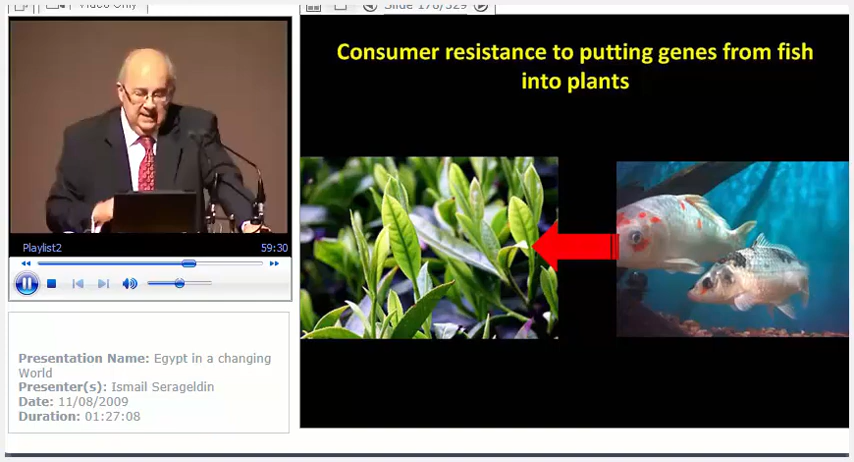 Video Only
Slide 176/329
Consumer resistance to putting genes from fish
into plants
Playlist2 59:30
Presentation Name: Egypt in a changing
World
Presenter(s): Ismail Serageldin
Date: 11/08/2009
Duration: 01:27:08